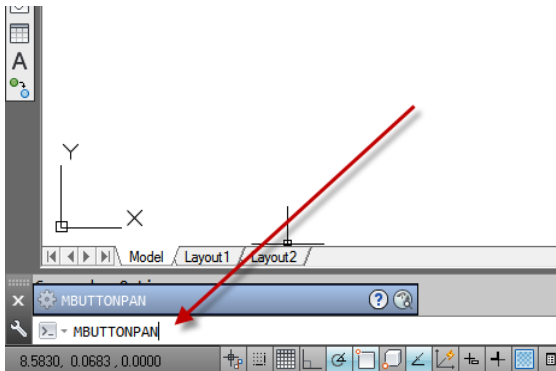 A
Y
X
Model
Layout1
Layout2
MBUTTONPAN
MBUTTONPAN
8.5830, 0.0683 , 0.0000